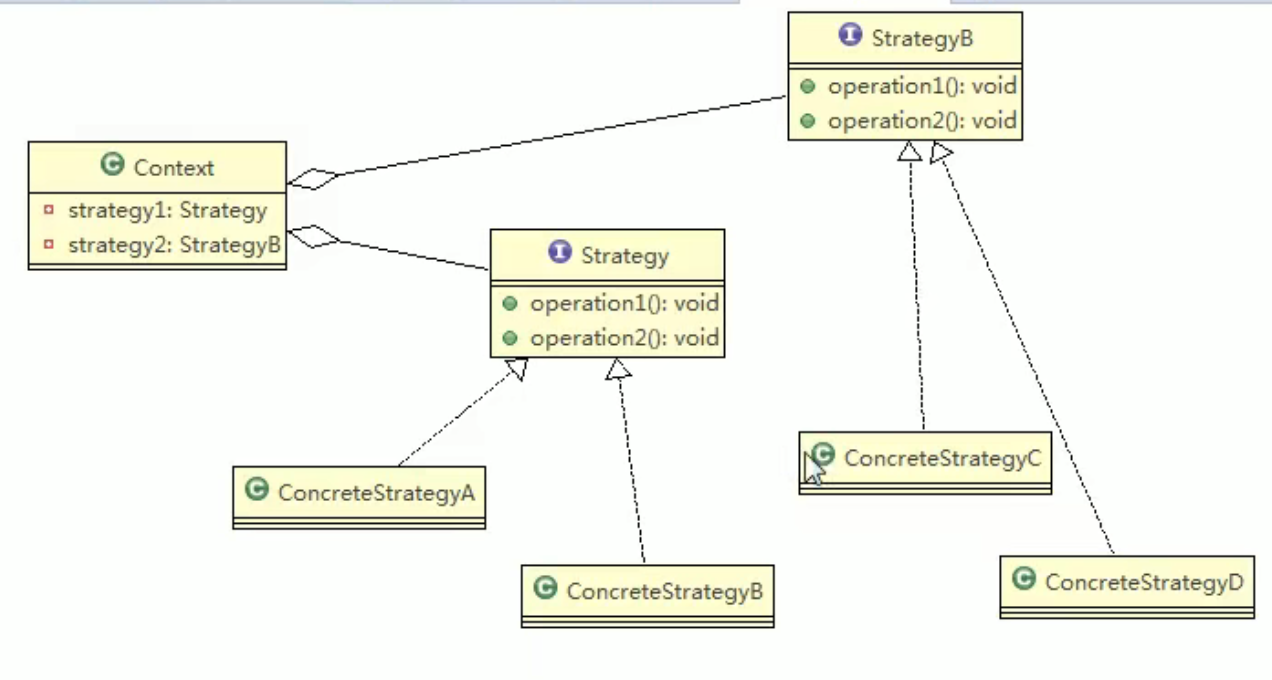 StrategyB
operation1(): void
operation2(): void
Context
strategy1: Strategy
strategy2: StrategyB
Strategy
operation1(): void
operation2(): void
ConcreteStrategyC
ConcreteStrategyA
ConcreteStrategyD
ConcreteStrategyB